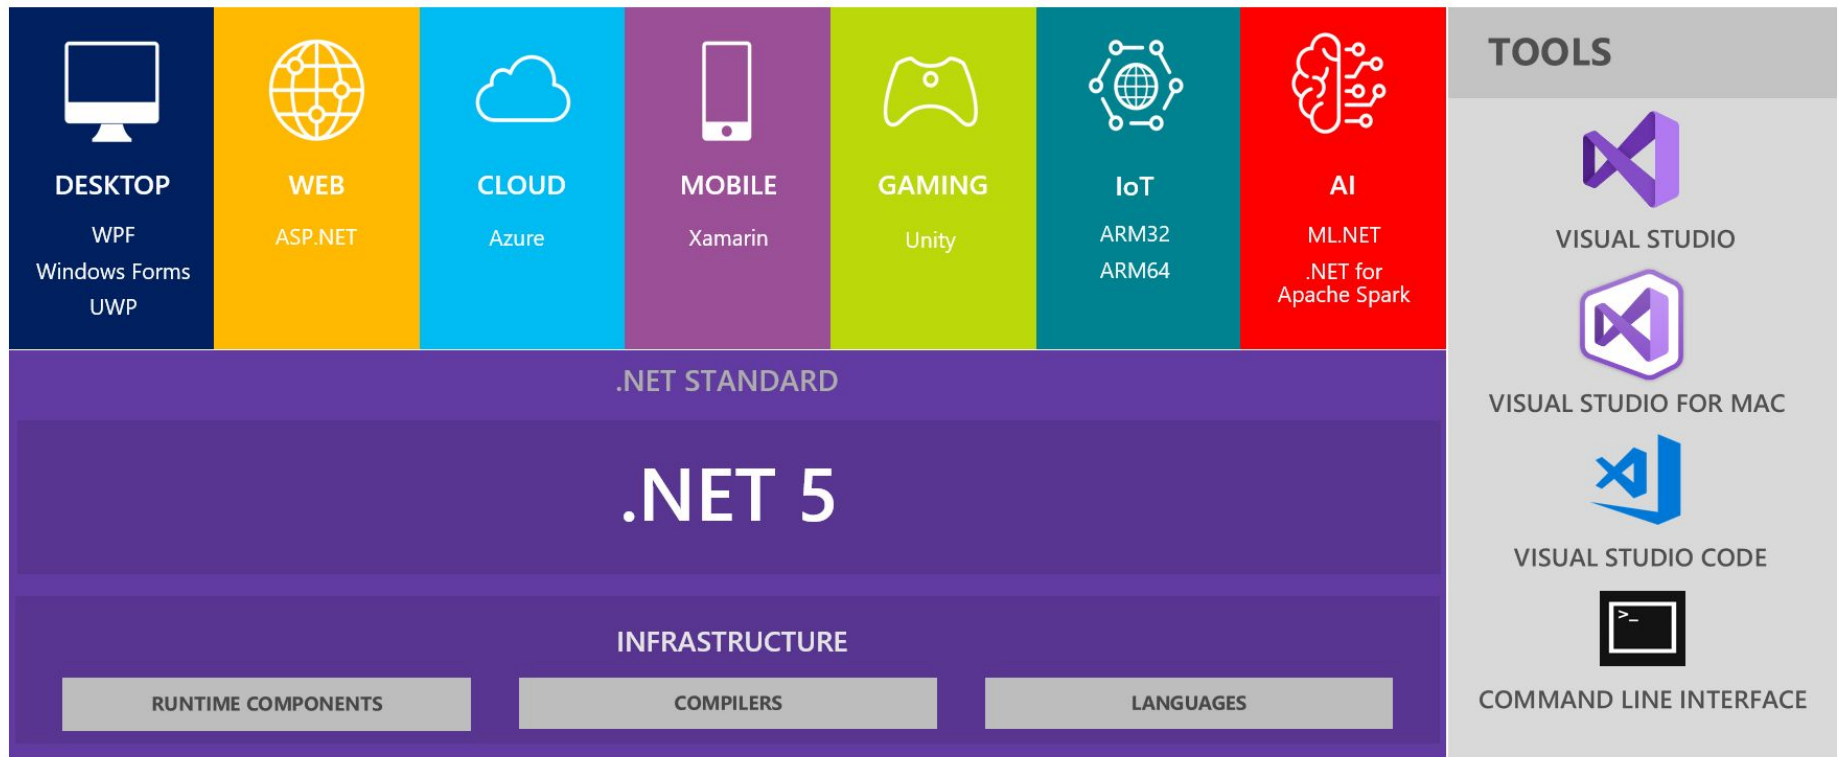 DESKTOP
WPF
Windows Forms
UWP
WEB
ASP.NET
CLOUD
Azure
MOBILE
Xamarin
GAMING
Unity
IoT
ARM32
ARM64
AI
ML.NET
.NET for
Apache Spark
.NET STANDARD
.NET 5
INFRASTRUCTURE
RUNTIME COMPONENTS
COMPILERS
LANGUAGES
TOOLS
VISUAL STUDIO
VISUAL STUDIO FOR MAC
VISUAL STUDIO CODE
>_
COMMAND LINE INTERFACE